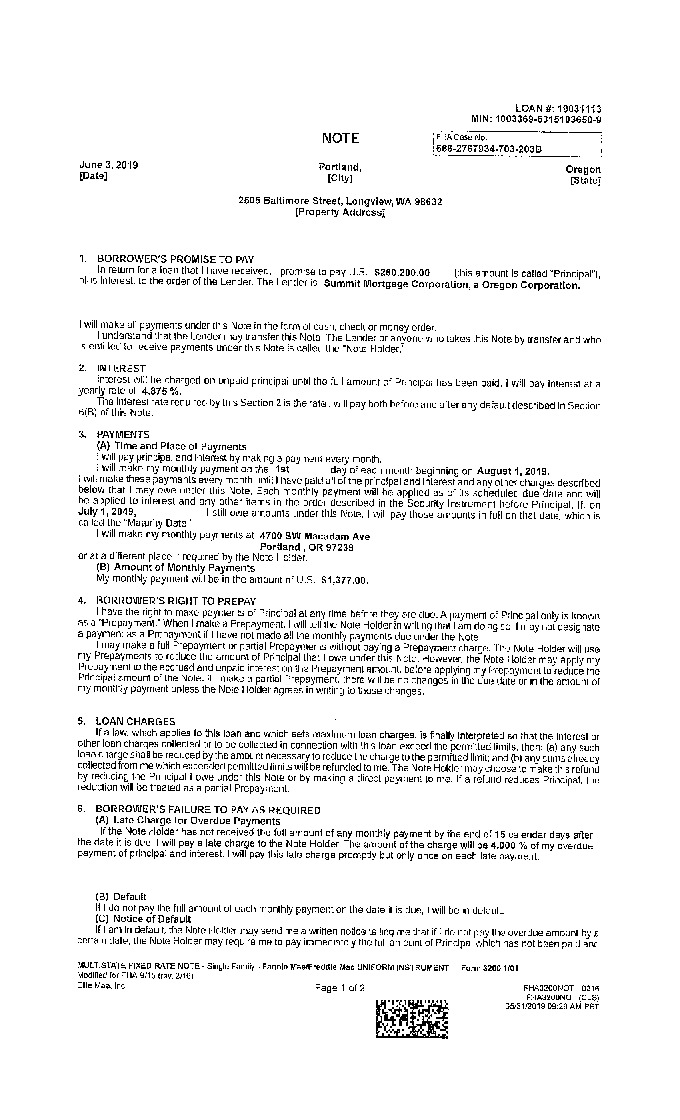 LOAN #: 19031113
MIN: 1003369-5315103650-9
NOTE
FHA Case No.
566-2767934-703-203B
June 3, 2019
[Date]
Portland,
[City]
Oregon
[State]
2605 Baltimore Street, Longview, WA 98632
[Property Address]
1. BORROWER'S PROMISE TO PAY
In return for a loan that I have received, promise to pay U.S. $260,200.00 (this amount is called "Principal"),
plus interest, to the order of the Lender. The Lender is Summit Mortgage Corporation, a Oregon Corporation.
I will make all payments under this Note in the form of cash, check or money order.
I understand that the Lender may transfer this Note. The Lender or anyone who takes this Note by transfer and who
is entitled to receive payments under this Note is called the "Note Holder."
2. INTEREST
Interest will be charged on unpaid principal until the full amount of Principal has been paid. I will pay interest at a
yearly rate of 4.875 %.
The interest rate required by this Section 2 is the rate I will pay both before and after any default described in Section
6(B) of this Note.
3. PAYMENTS
(A) Time and Place of Payments
I will pay principal and interest by making a payment every month.
I will make my monthly payment on the 1st day of each month beginning on August 1, 2019.
I will make these payments every month until I have paid all of the principal and interest and any other charges described
below that I may owe under this Note. Each monthly payment will be applied as of its scheduled due date and will
be applied to interest and any other items in the order described in the Security Instrument before Principal. If, on
July 1, 2049, I still owe amounts under this Note, I will pay those amounts in full on that date, which is
called the "Maturity Date."
I will make my monthly payments at 4700 SW Macadam Ave
Portland , OR 97239
or at a different place if required by the Note Holder.
(B) Amount of Monthly Payments
My monthly payment will be in the amount of U.S. $1,377.00.
4. BORROWER'S RIGHT TO PREPAY
I have the right to make payments of Principal at any time before they are due. A payment of Principal only is known
as a "Prepayment." When I make a Prepayment, I will tell the Note Holder in writing that I am doing so. I may not designate
a payment as a Prepayment if I have not made all the monthly payments due under the Note.
I may make a full Prepayment or partial Prepayments without paying a Prepayment charge. The Note Holder will use
my Prepayments to reduce the amount of Principal that I owe under this Note. However, the Note Holder may apply my
Prepayment to the accrued and unpaid interest on the Prepayment amount, before applying my Prepayment to reduce the
Principal amount of the Note. If I make a partial Prepayment, there will be no changes in the due date or in the amount of
my monthly payment unless the Note Holder agrees in writing to those changes.
5. LOAN CHARGES
If a law, which applies to this loan and which sets maximum loan charges, is finally interpreted so that the interest or
other loan charges collected or to be collected in connection with this loan exceed the permitted limits, then: (a) any such
loan charge shall be reduced by the amount necessary to reduce the charge to the permitted limit; and (b) any sums already
collected from me which exceeded permitted limits will be refunded to me. The Note Holder may choose to make this refund
by reducing the Principal I owe under this Note or by making a direct payment to me. If a refund reduces Principal, the
reduction will be treated as a partial Prepayment.
6. BORROWER'S FAILURE TO PAY AS REQUIRED
(A) Late Charge for Overdue Payments
If the Note Holder has not received the full amount of any monthly payment by the end of 15 calendar days after
the date it is due, I will pay a late charge to the Note Holder. The amount of the charge will be 4.000 % of my overdue
payment of principal and interest. I will pay this late charge promptly but only once on each late payment.
(B) Default
If I do not pay the full amount of each monthly payment on the date it is due, I will be in default.
(C) Notice of Default
If I am in default, the Note Holder may send me a written notice telling me that if I do not pay the overdue amount by a
certain date, the Note Holder may require me to pay immediately the full amount of Principal which has not been paid and
MULTISTATE FIXED RATE NOTE - Single Family - Fannie Mae/Freddie Mac UNIFORM INSTRUMENT Form 3200 1/01
Modified for FHA 9/15 (rev. 2/16)
Ellie Mae, Inc.
Page 1 of 2
FHA3200NOT 0316
FHA3200NO (CLS)
05/31/2019 09:29 AM PST